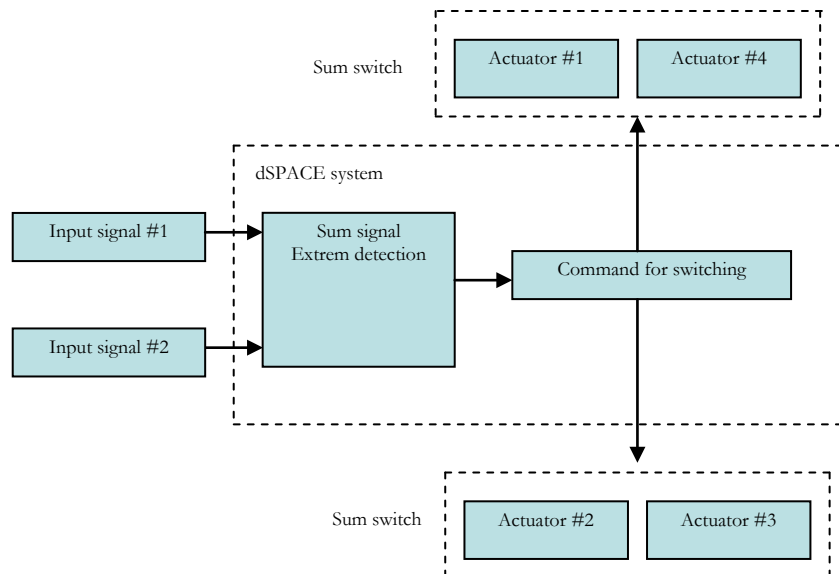 Actuator #1
Actuator #4
Sum switch
dSPACE system
Input signal #1
Sum signal
Extrem detection
Command for switching
Input signal #2
Sum switch
Actuator #2
Actuator #3